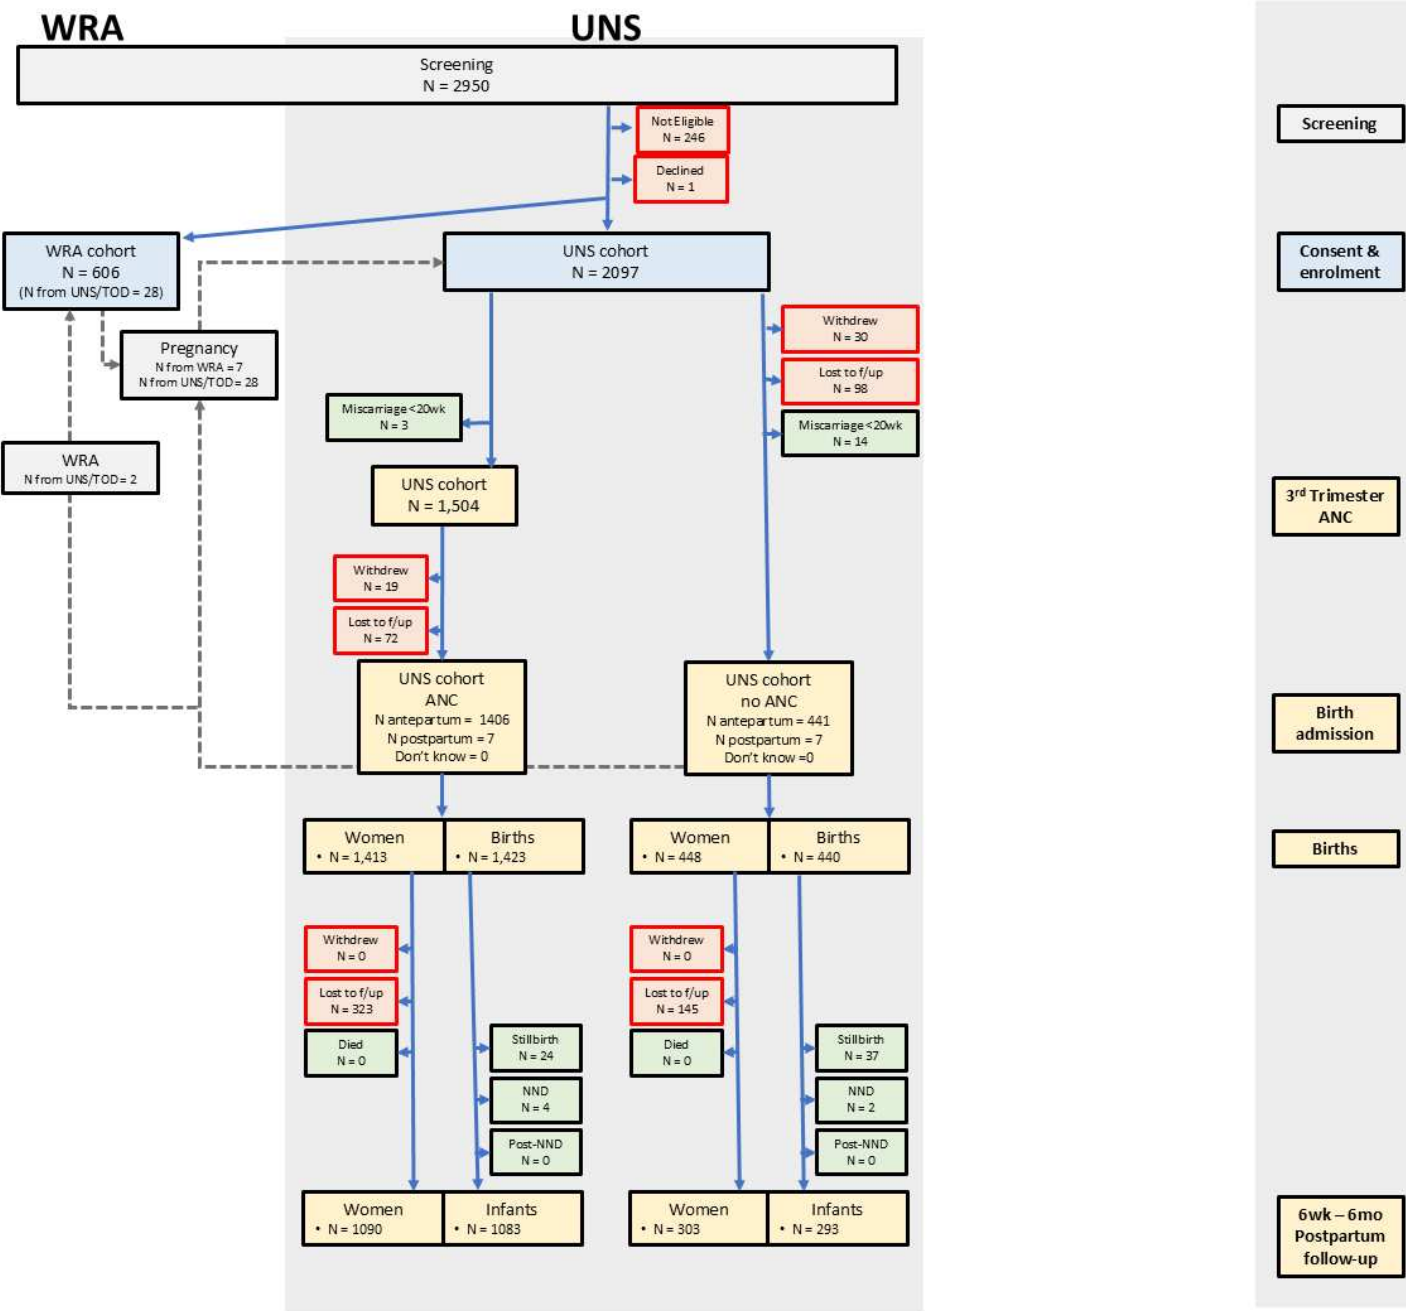 WRA
UNS
Screening
N = 2950
Not Eligible
N = 246
Declined
N = 1
Screening
WRA cohort
N = 606
(N from UNS/TOD = 28)
UNS cohort
N = 2097
Consent &
enrolment
Pregnancy
N from WRA = 7
N from UNS/TOD= 28
Withdrew
N = 30
Lost to f/up
N = 98
Miscarriage <20wk
N = 14
Miscarriage <20wk
N = 3
WRA
N from UNS/TOD= 2
UNS cohort
N = 1,504
3rd Trimester
ANC
Withdrew
N = 19
Lost to f/up
N = 72
UNS cohort
ANC
N antepartum = 1406
N postpartum = 7
Don't know = 0
UNS cohort
no ANC
N antepartum = 441
N postpartum = 7
Don't know =0
Birth
admission
Women
• N = 1,413
Births
• N = 1,423
Women
• N = 448
Births
• N = 440
Births
Withdrew
N = 0
Lost to f/up
N = 323
Died
N = 0
Stillbirth
N = 24
NND
N = 4
Post-NND
N = 0
Withdrew
N = 0
Lost to f/up
N = 145
Died
N = 0
Stillbirth
N = 37
NND
N = 2
Post-NND
N = 0
Women
• N = 1090
Infants
• N = 1083
Women
• N = 303
Infants
• N = 293
6wk – 6mo
Postpartum
follow-up